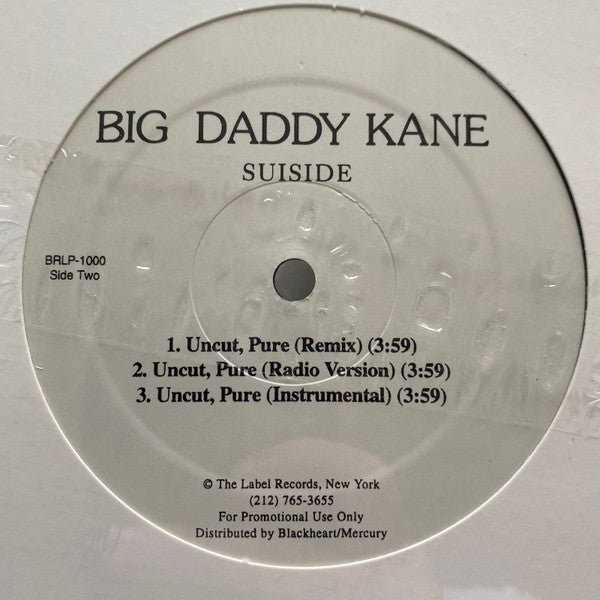 BIG DADDY KANE
SUISIDE
BRLP-1000
Side Two
1. Uncut, Pure (Remix) (3:59)
2. Uncut, Pure (Radio Version) (3:59)
3. Uncut, Pure (Instrumental) (3:59)
© The Label Records, New York
(212) 765-3655
For Promotional Use Only
Distributed by Blackheart/Mercury